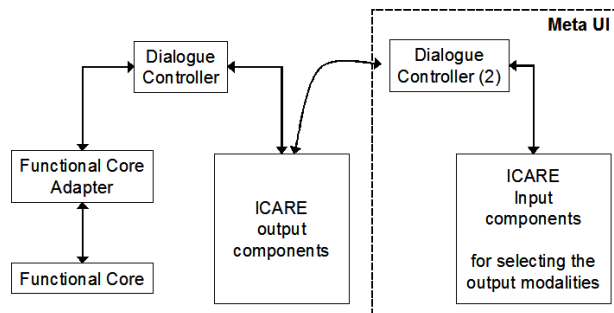 Meta UI
Dialogue
Controller
Dialogue
Controller (2)
Functional Core
Adapter
ICARE
output
components
ICARE
Input
components
for selecting the
output modalities
Functional Core